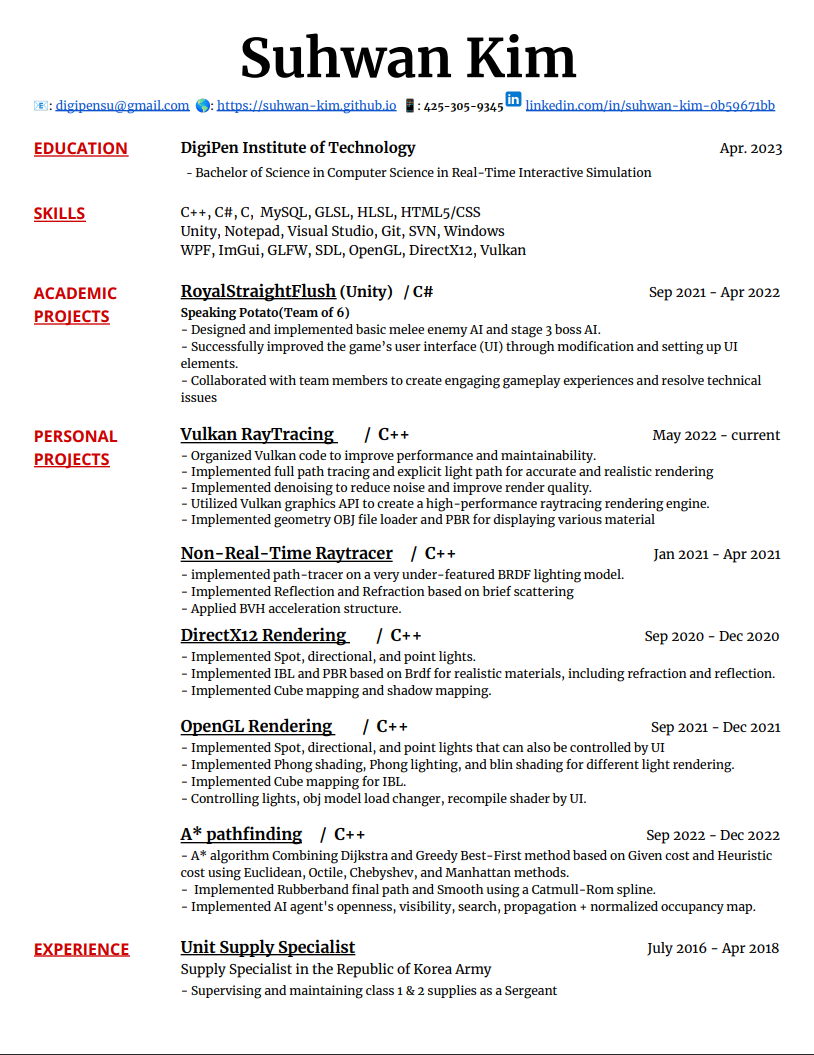 Suhwan Kim
📧: digipensu@gmail.com 🌎: https://suhwan-kim.github.io 📱: 425-305-9345 in linkedin.com/in/suhwan-kim-0b59671bb
EDUCATION
DigiPen Institute of Technology Apr. 2023
- Bachelor of Science in Computer Science in Real-Time Interactive Simulation
SKILLS
C++, C#, C, MySQL, GLSL, HLSL, HTML5/CSS
Unity, Notepad, Visual Studio, Git, SVN, Windows
WPF, ImGui, GLFW, SDL, OpenGL, DirectX12, Vulkan
ACADEMIC
PROJECTS
RoyalStraightFlush (Unity) / C# Sep 2021 - Apr 2022
Speaking Potato(Team of 6)
- Designed and implemented basic melee enemy AI and stage 3 boss AI.
- Successfully improved the game's user interface (UI) through modification and setting up UI
elements.
- Collaborated with team members to create engaging gameplay experiences and resolve technical
issues
PERSONAL
PROJECTS
Vulkan RayTracing / C++ May 2022 - current
- Organized Vulkan code to improve performance and maintainability.
- Implemented full path tracing and explicit light path for accurate and realistic rendering
- Implemented denoising to reduce noise and improve render quality.
- Utilized Vulkan graphics API to create a high-performance raytracing rendering engine.
- Implemented geometry OBJ file loader and PBR for displaying various material
Non-Real-Time Raytracer / C++ Jan 2021 - Apr 2021
- implemented path-tracer on a very under-featured BRDF lighting model.
- Implemented Reflection and Refraction based on brief scattering
- Applied BVH acceleration structure.
DirectX12 Rendering / C++ Sep 2020 - Dec 2020
- Implemented Spot, directional, and point lights.
- Implemented IBL and PBR based on Brdf for realistic materials, including refraction and reflection.
- Implemented Cube mapping and shadow mapping.
OpenGL Rendering / C++ Sep 2021 - Dec 2021
- Implemented Spot, directional, and point lights that can also be controlled by UI
- Implemented Phong shading, Phong lighting, and blin shading for different light rendering.
- Implemented Cube mapping for IBL.
- Controlling lights, obj model load changer, recompile shader by UI.
A* pathfinding / C++ Sep 2022 - Dec 2022
- A* algorithm Combining Dijkstra and Greedy Best-First method based on Given cost and Heuristic
cost using Euclidean, Octile, Chebyshev, and Manhattan methods.
- Implemented Rubberband final path and Smooth using a Catmull-Rom spline.
- Implemented AI agent's openness, visibility, search, propagation + normalized occupancy map.
EXPERIENCE
Unit Supply Specialist July 2016 - Apr 2018
Supply Specialist in the Republic of Korea Army
- Supervising and maintaining class 1 & 2 supplies as a Sergeant